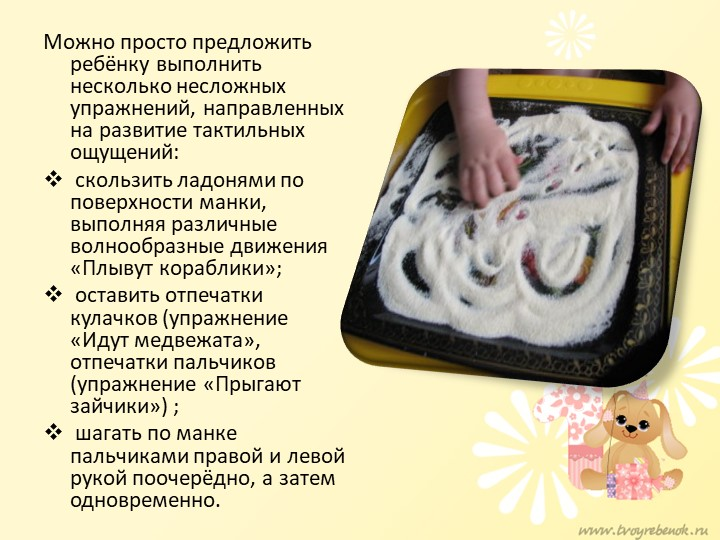 Можно просто предложить
ребёнку выполнить
несколько несложных
упражнений, направленных
на развитие тактильных
ощущений:
❖ скользить ладонями по
поверхности манки,
выполняя различные
волнообразные движения
«Плывут кораблики»;
❖ оставить отпечатки
кулачков (упражнение
«Идут медвежата»,
отпечатки пальчиков
(упражнение «Прыгают
зайчики») ;
❖ шагать по манке
пальчиками правой и левой
рукой поочерёдно, а затем
одновременно.
www.tvoyrebenok.ru